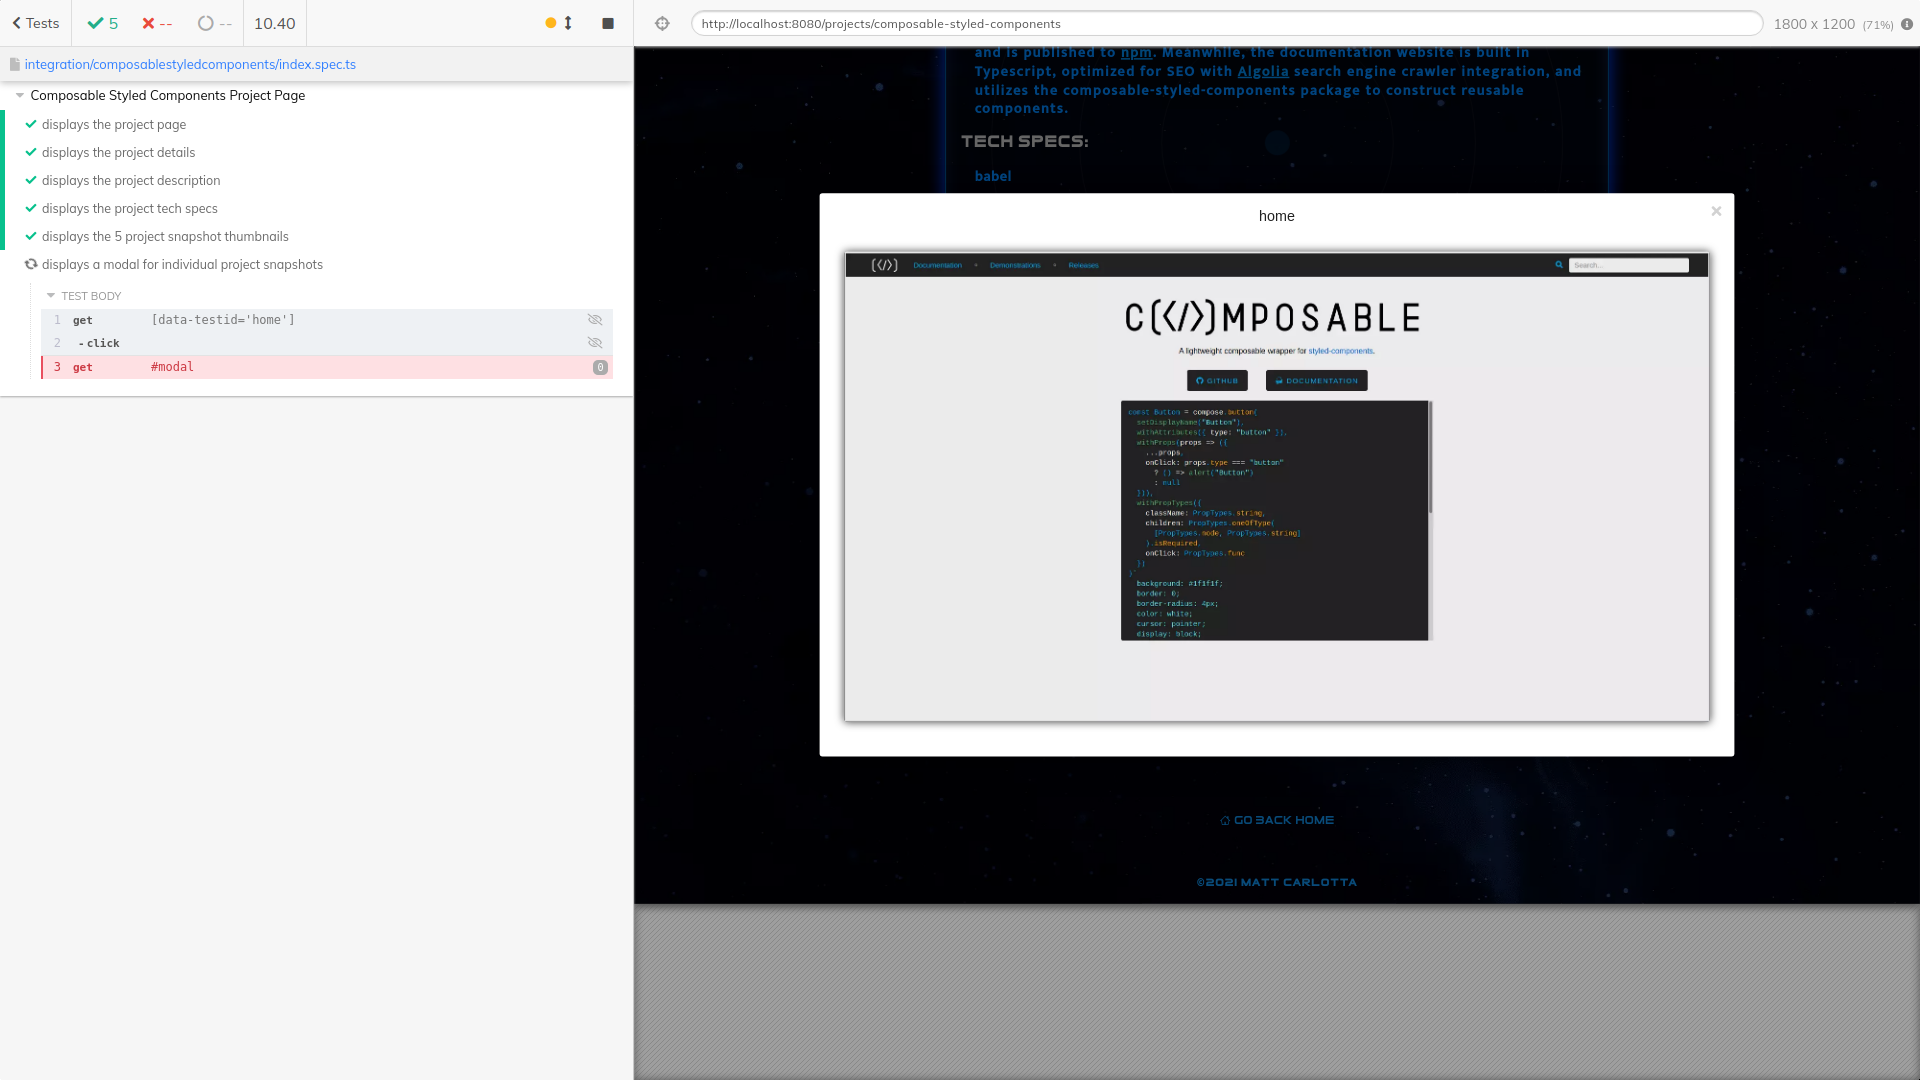 Tests
5
--
--
10.40
http://localhost:8080/projects/composable-styled-components
1800 x 1200 (71%)
integration/composablestyledcomponents/index.spec.ts
Composable Styled Components Project Page
displays the project page
displays the project details
displays the project description
displays the project tech specs
displays the 5 project snapshot thumbnails
displays a modal for individual project snapshots
TEST BODY
1 get [data-testid='home']
2 -click
3 get #modal 0
and is published to npm. Meanwhile, the documentation website is built in
Typescript, optimized for SEO with Algolia search engine crawler integration, and
utilizes the composable-styled-components package to construct reusable
components.
TECH SPECS:
babel
home
×
Documentation
Demonstrations
Releases
Search...
C(</>)MPOSABLE
A lightweight composable wrapper for styled-components.
GITHUB
DOCUMENTATION
const Button = compose.button(
setDisplayName("Button"),
withAttributes({ type: "button" }),
withProps(props => ({
...props,
onClick: props.type === "button"
? () => alert("Button")
: null
})),
withPropTypes({
className: PropTypes.string,
children: PropTypes.oneOfType(
[PropTypes.node, PropTypes.string]
).isRequired,
onClick: PropTypes.func
})
)`
background: #1f1f1f;
border: 0;
border-radius: 4px;
color: white;
cursor: pointer;
display: block;
GO BACK HOME
©2021 MATT CARLOTTA